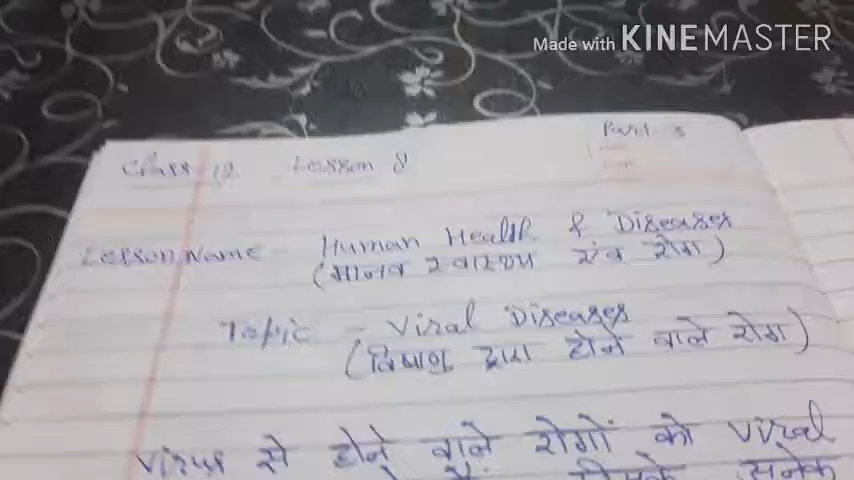 Made with KINEMASTER
Part 3
Class-12 Lesson 8
Lesson Name - Human Health & Diseases
(मानव स्वास्थ्य एंव रोग)
Topic - Viral Diseases
(विषाणु द्वारा होने वाले रोग)
Virus से होने वाले रोगों को Viral
अनेक